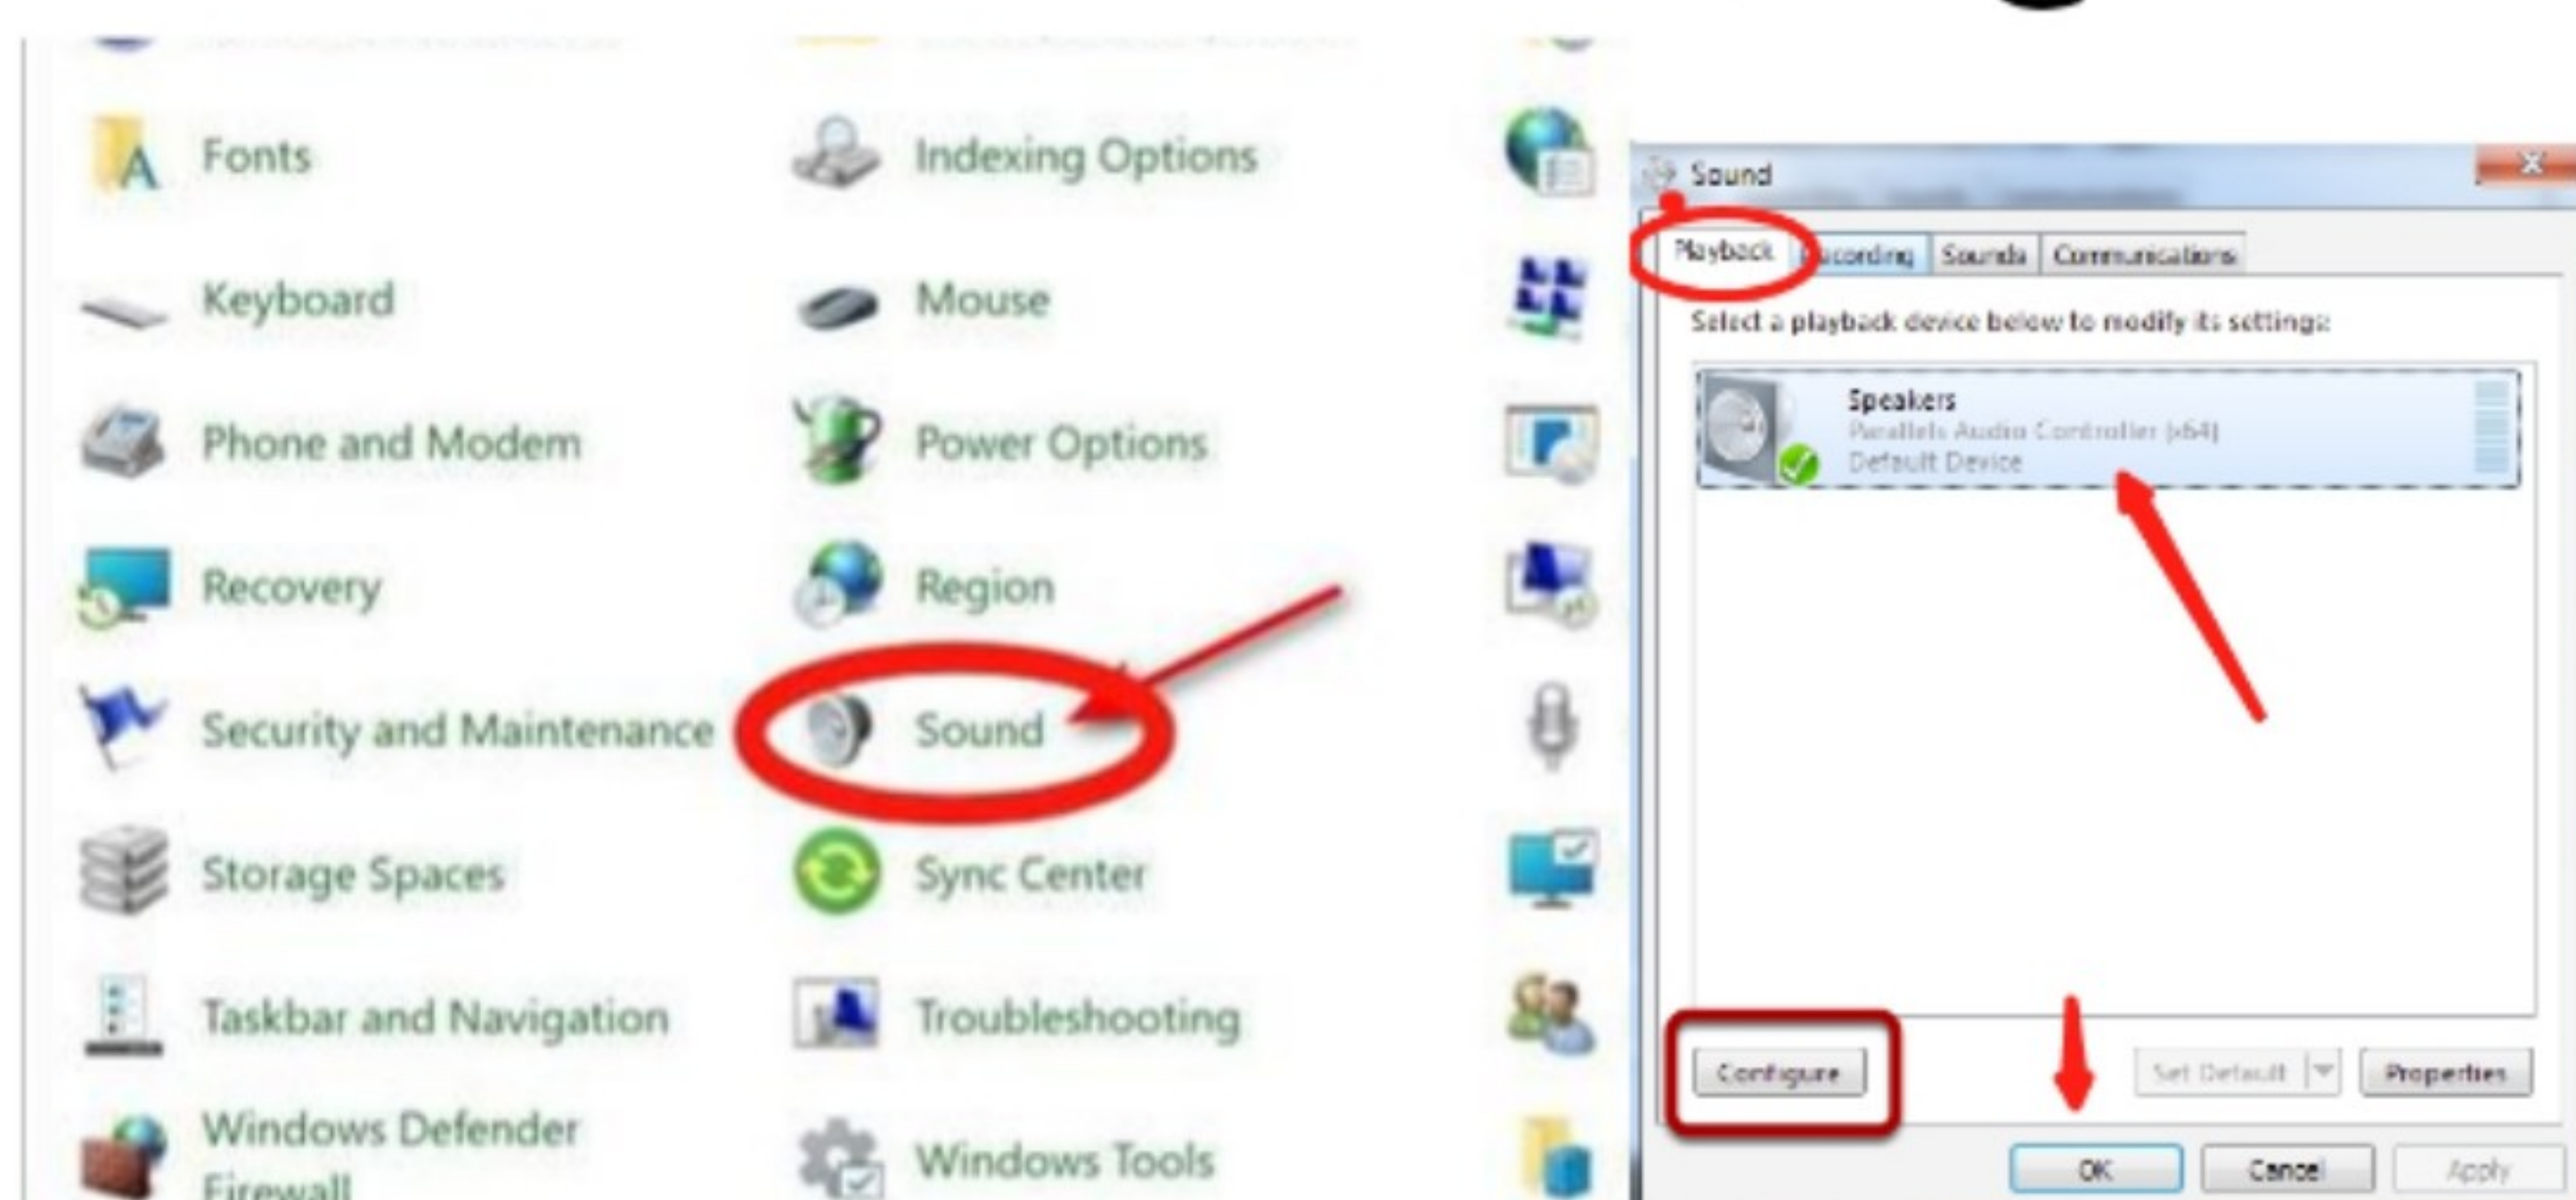 Fonts
Indexing Options
Keyboard
Mouse
Phone and Modem
Power Options
Recovery
Region
Security and Maintenance
Sound
Storage Spaces
Sync Center
Taskbar and Navigation
Troubleshooting
Windows Defender
Firewall
Windows Tools
Sound
Playback
Sounds
Communications
Select a playback device below to modify its settings:
Speakers
Parallels Audio Controller (x64)
Default Device
Configure
Set Default
Properties
OK
Cancel
Apply